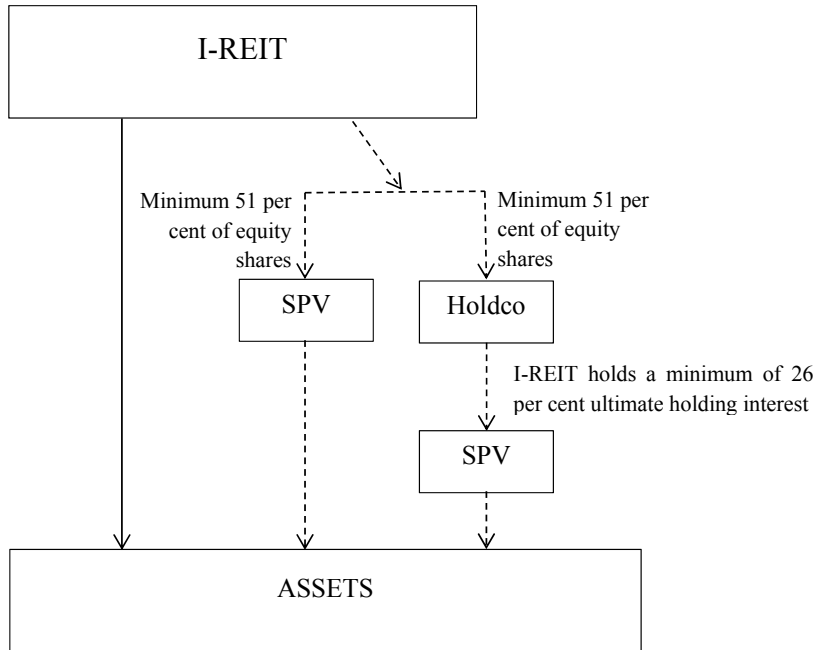 I-REIT
Minimum 51 per
cent of equity
shares
Minimum 51 per
cent of equity
shares
SPV
Holdco
I-REIT holds a minimum of 26
per cent ultimate holding interest
SPV
ASSETS